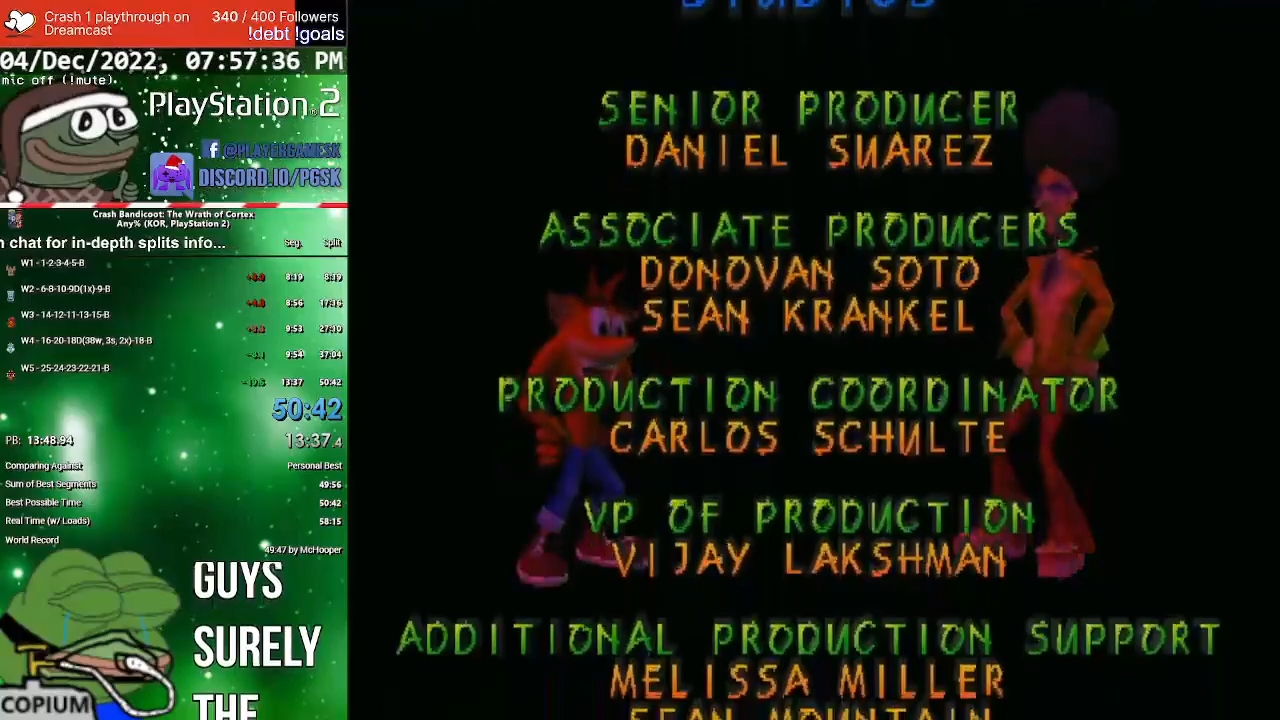 Crash 1 playthrough on
Dreamcast
340 / 400 Followers
!debt !goals
04/Dec/2022, 07:57:36 PM
mic off (!mute)
PlayStation 2
@PLAYERGAMESK
DISCORD.IO/PGSK
Crash Bandicoot: The Wrath of Cortex
Any% (KOR, PlayStation 2)
n chat for in-depth splits info...
Seg. Split
W1 - 1-2-3-4-5-B
8:19 8:19
W2 - 6-8-10-9D(1x)-9-B
8:56 17:16
W3 - 14-12-11-13-15-B
9:53 27:10
W4 - 16-20-18D(38w, 3s, 2x)-18-B
9:54 37:04
W5 - 25-24-23-22-21-B
13:37 50:42
50:42
PB: 13:48.94
13:37.4
Comparing Against Personal Best
Sum of Best Segments 49:56
Best Possible Time 50:42
Real Time (w/ Loads) 58:15
World Record
49:47 by McHooper
GUYS
SURELY
THE
COPIUM
STUDIOS
SENIOR PRODUCER
DANIEL SUAREZ
ASSOCIATE PRODUCERS
DONOVAN SOTO
SEAN KRANKEL
PRODUCTION COORDINATOR
CARLOS SCHULTE
VP OF PRODUCTION
VIJAY LAKSHMAN
ADDITIONAL PRODUCTION SUPPORT
MELISSA MILLER
SEAN MOUNTAIN